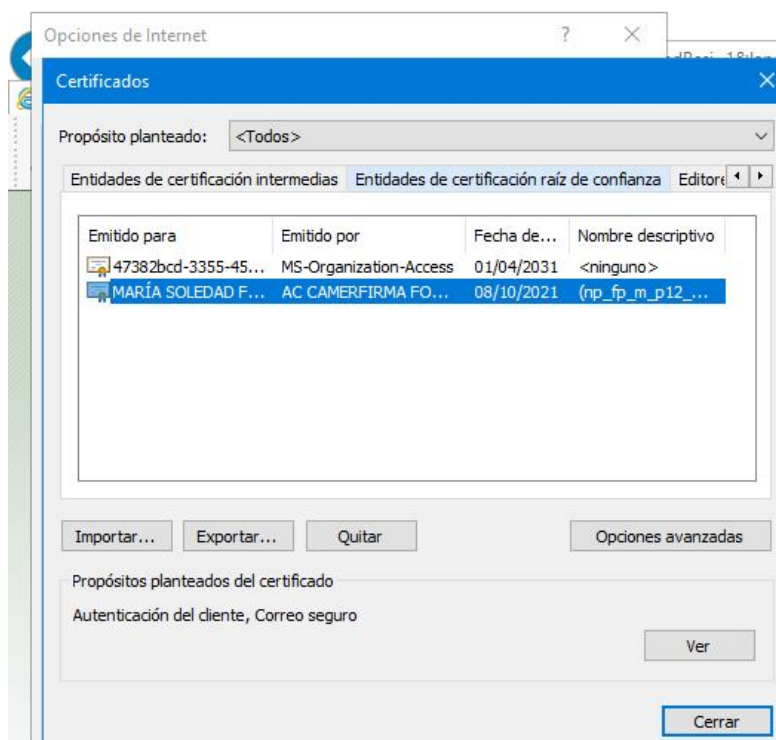 Opciones de Internet
Certificados
Propósito planteado: <Todos>
Entidades de certificación intermedias Entidades de certificación raíz de confianza Editore
Emitido para Emitido por Fecha de... Nombre descriptivo
47382bcd-3355-45... MS-Organization-Access 01/04/2031 <ninguno>
MARÍA SOLEDAD F... AC CAMERFIRMA FO... 08/10/2021 (np_fp_m_p12_...
Importar... Exportar... Quitar Opciones avanzadas
Propósitos planteados del certificado
Autenticación del cliente, Correo seguro
Ver
Cerrar